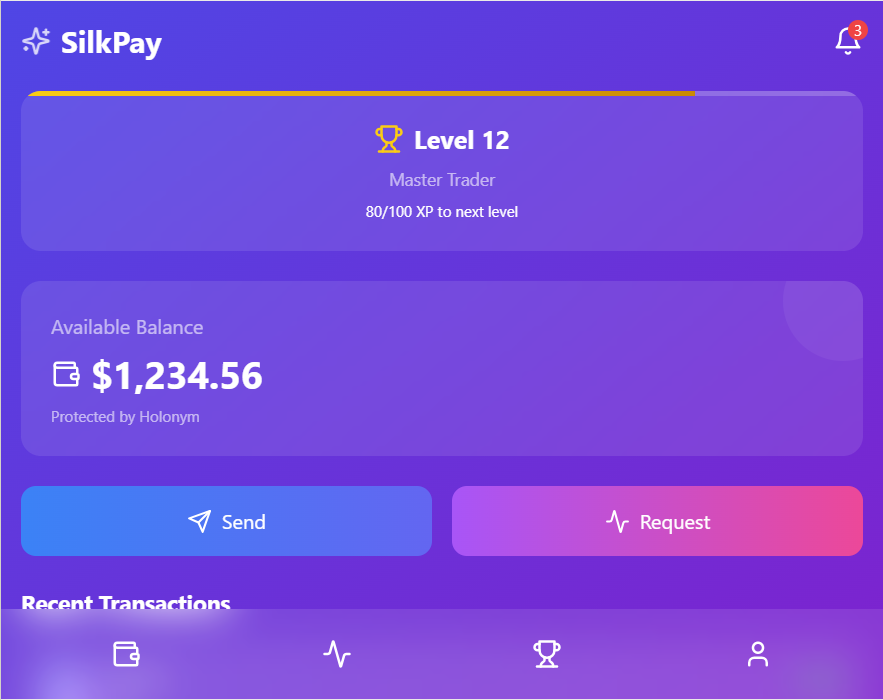 SilkPay
3
Level 12
Master Trader
80/100 XP to next level
Available Balance
$1,234.56
Protected by Holonym
Send
Request
Recent Transactions